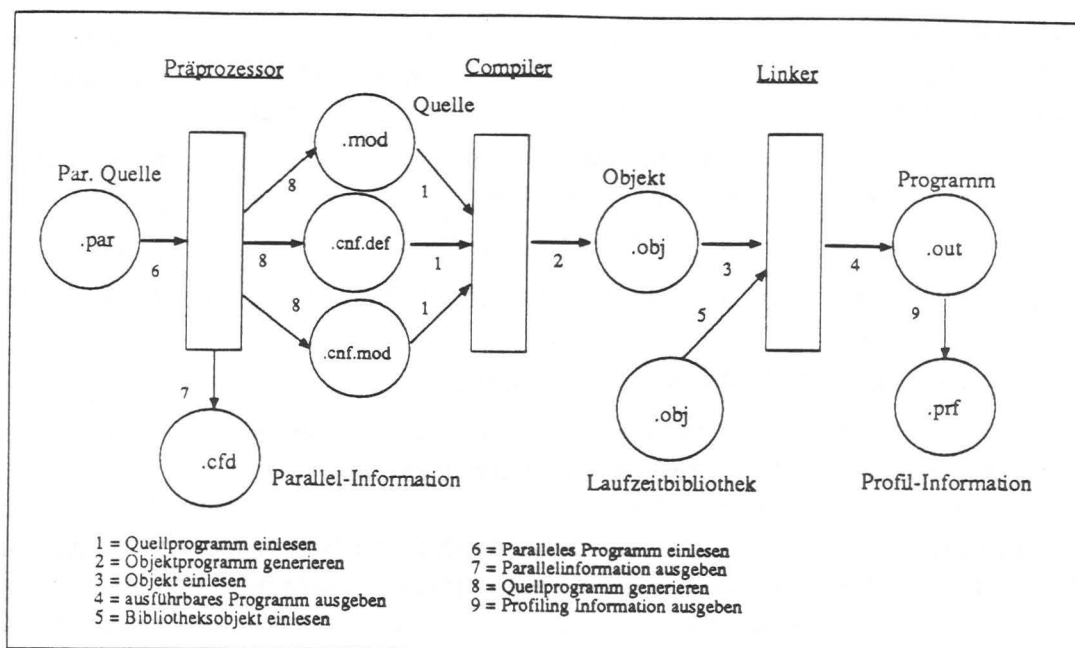 Präprozessor
Compiler
Linker
Quelle
.mod
Par. Quelle
8
1
Objekt
Programm
.par
.cnf.def
.obj
.out
6
8
1
2
3
4
8
1
5
9
.cnf.mod
7
.cfd
.obj
.prf
Parallel-Information
Laufzeitbibliothek
Profil-Information
1 = Quellprogramm einlesen
2 = Objektprogramm generieren
3 = Objekt einlesen
4 = ausführbares Programm ausgeben
5 = Bibliotheksobjekt einlesen
6 = Paralleles Programm einlesen
7 = Parallelinformation ausgeben
8 = Quellprogramm generieren
9 = Profiling Information ausgeben